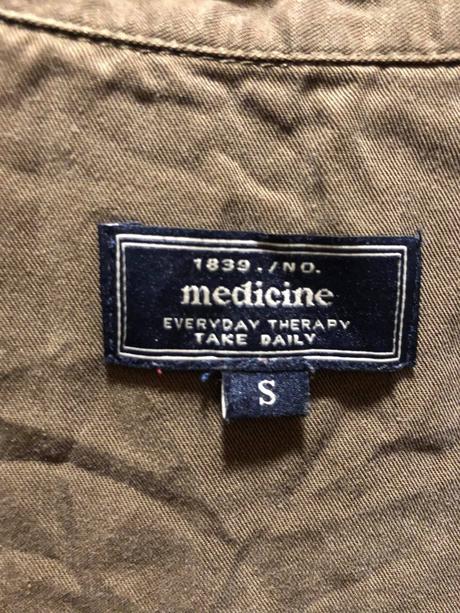 1839./NO.
medicine
EVERYDAY THERAPY
TAKE DAILY
S